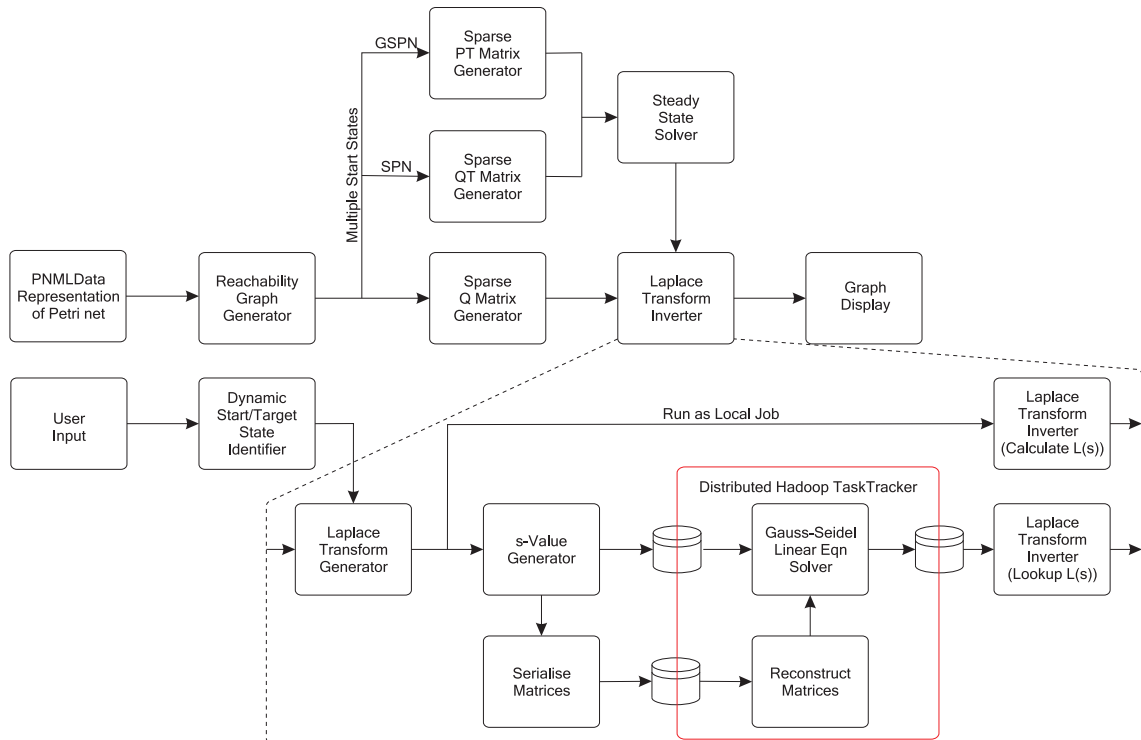 GSPN
Sparse
PT Matrix
Generator
Steady
State
Solver
Multiple Start States
SPN
Sparse
QT Matrix
Generator
PNMLData
Representation
of Petri net
Reachability
Graph
Generator
Sparse
Q Matrix
Generator
Laplace
Transform
Inverter
Graph
Display
User
Input
Dynamic
Start/Target
State
Identifier
Run as Local Job
Laplace
Transform
Inverter
(Calculate L(s))
Distributed Hadoop TaskTracker
Laplace
Transform
Generator
s-Value
Generator
Gauss-Seidel
Linear Eqn
Solver
Laplace
Transform
Inverter
(Lookup L(s))
Serialise
Matrices
Reconstruct
Matrices